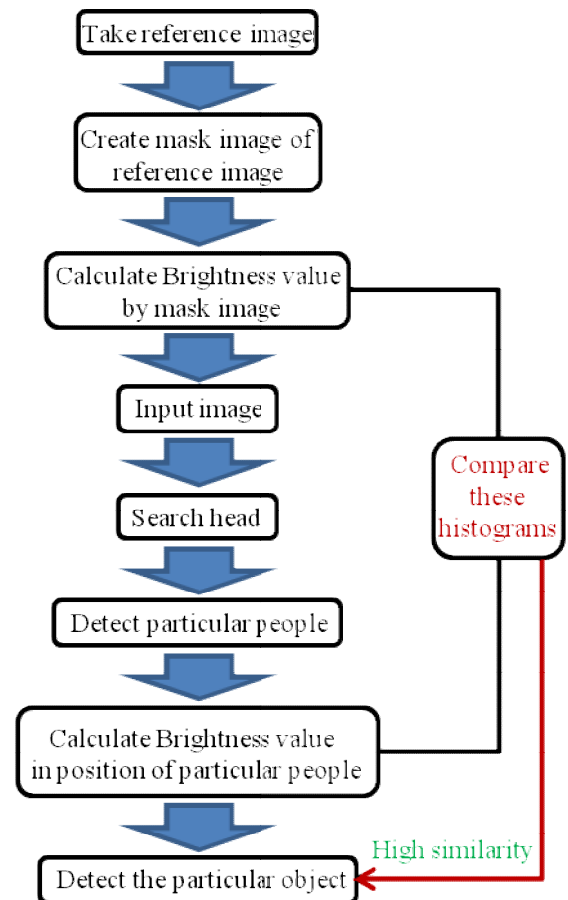 Take reference image
Create mask image of
reference image
Calculate Brightness value
by mask image
Input image
Search head
Detect particular people
Calculate Brightness value
in position of particular people
Detect the particular object
Compare
these
histograms
High similarity